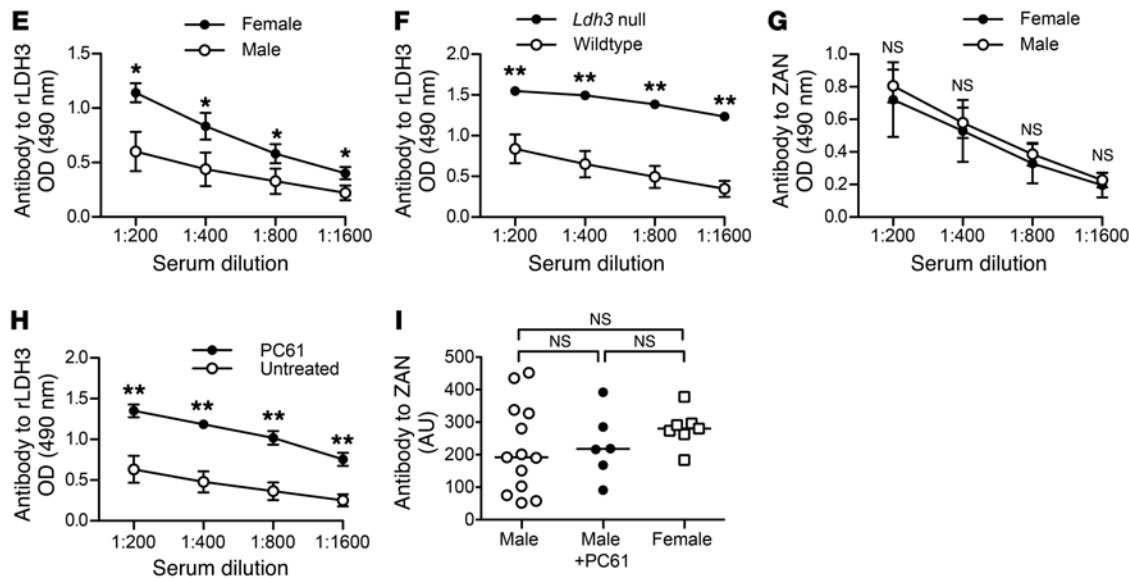 E
Female
Male
Antibody to rLDH3
OD (490 nm)
1.5
1.0
0.5
0.0
*
*
*
*
1:200
1:400
1:800
1:1600
Serum dilution
F
Ldh3 null
Wildtype
Antibody to rLDH3
OD (490 nm)
2.0
1.5
1.0
0.5
0.0
**
**
**
**
1:200
1:400
1:800
1:1600
Serum dilution
G
Female
Male
Antibody to ZAN
OD (490 nm)
1.0
0.8
0.6
0.4
0.2
0.0
NS
NS
NS
NS
1:200
1:400
1:800
1:1600
Serum dilution
H
PC61
Untreated
Antibody to rLDH3
OD (490 nm)
2.0
1.5
1.0
0.5
0.0
**
**
**
**
1:200
1:400
1:800
1:1600
Serum dilution
I
NS
NS
NS
Antibody to ZAN
(AU)
500
400
300
200
100
0
Male
Male
+PC61
Female